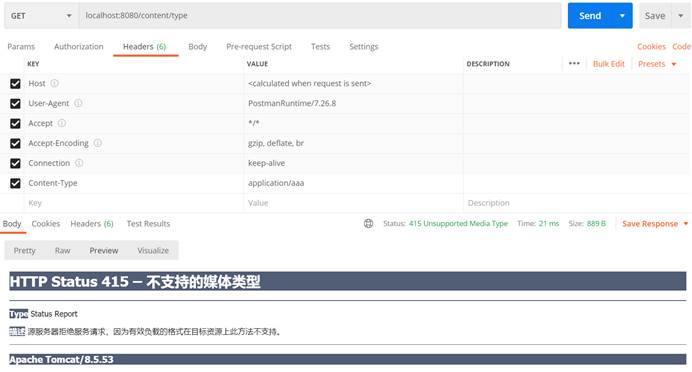 GET localhost:8080/content/type Send Save
Params Authorization Headers (6) Body Pre-request Script Tests Settings Cookies Code
KEY VALUE DESCRIPTION ••• Bulk Edit Presets
Host <calculated when request is sent>
User-Agent PostmanRuntime/7.26.8
Accept */*
Accept-Encoding gzip, deflate, br
Connection keep-alive
Content-Type application/aaa
Key Value Description
Body Cookies Headers (6) Test Results Status: 415 Unsupported Media Type Time: 21 ms Size: 889 B Save Response
Pretty Raw Preview Visualize
HTTP Status 415 – 不支持的媒体类型
Type Status Report
描述 源服务器拒绝服务请求，因为有效负载的格式在目标资源上此方法不支持。
Apache Tomcat/8.5.53